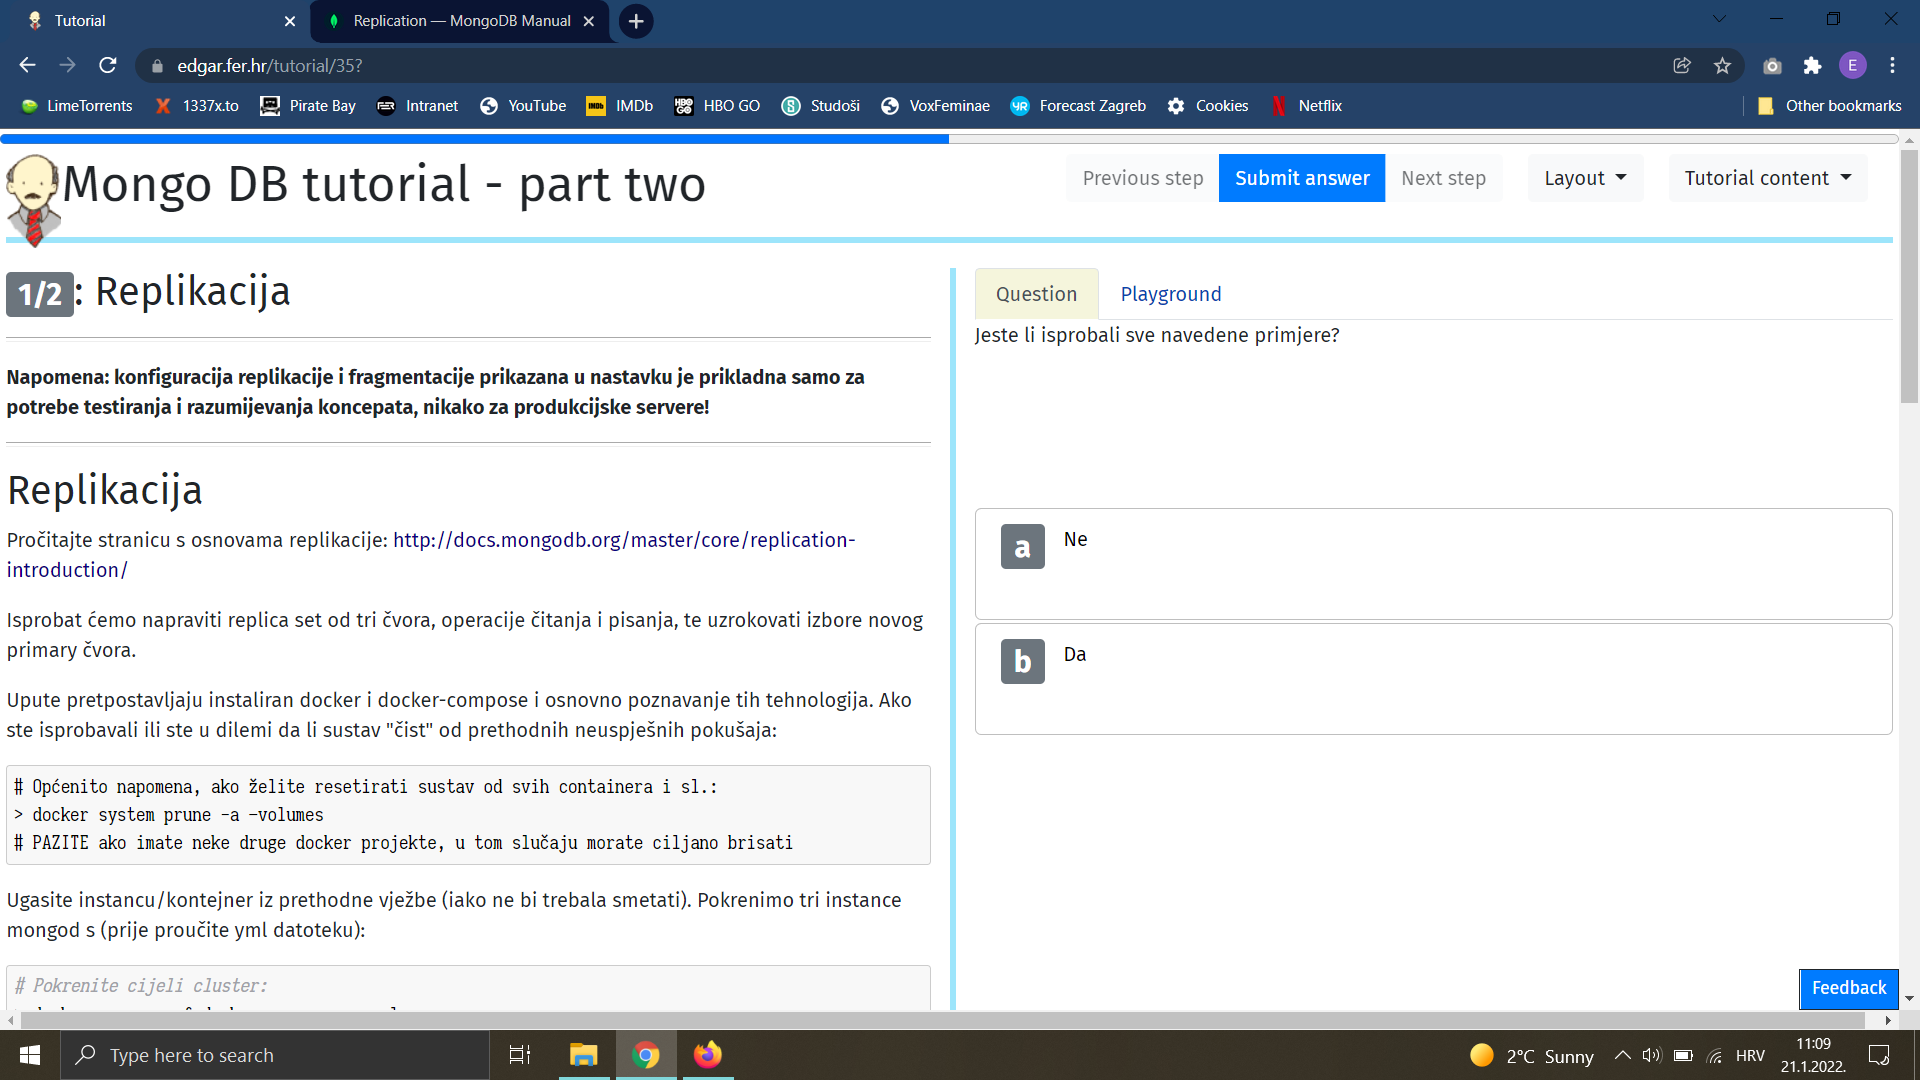 Tutorial
Replication — MongoDB Manual
edgar.fer.hr/tutorial/35?
E
LimeTorrents
1337x.to
Pirate Bay
Intranet
YouTube
IMDb
HBO GO
Studoši
VoxFeminae
Forecast Zagreb
Cookies
Netflix
Other bookmarks
Mongo DB tutorial - part two
Previous step
Submit answer
Next step
Layout
Tutorial content
1/2: Replikacija
Napomena: konfiguracija replikacije i fragmentacije prikazana u nastavku je prikladna samo za
potrebe testiranja i razumijevanja koncepata, nikako za produkcijske servere!
Replikacija
Pročitajte stranicu s osnovama replikacije: http://docs.mongodb.org/master/core/replication-
introduction/
Isprobat ćemo napraviti replica set od tri čvora, operacije čitanja i pisanja, te uzrokovati izbore novog
primary čvora.
Upute pretpostavljaju instaliran docker i docker-compose i osnovno poznavanje tih tehnologija. Ako
ste isprobavali ili ste u dilemi da li sustav "čist" od prethodnih neuspješnih pokušaja:
# Općenito napomena, ako želite resetirati sustav od svih containera i sl.:
> docker system prune -a -volumes
# PAZITE ako imate neke druge docker projekte, u tom slučaju morate ciljano brisati
Ugasite instancu/kontejner iz prethodne vježbe (iako ne bi trebala smetati). Pokrenimo tri instance
mongod s (prije proučite yml datoteku):
# Pokrenite cijeli cluster:
Question
Playground
Jeste li isprobali sve navedene primjere?
a
Ne
b
Da
Feedback
Type here to search
2°C Sunny
HRV
11:09
21.1.2022.